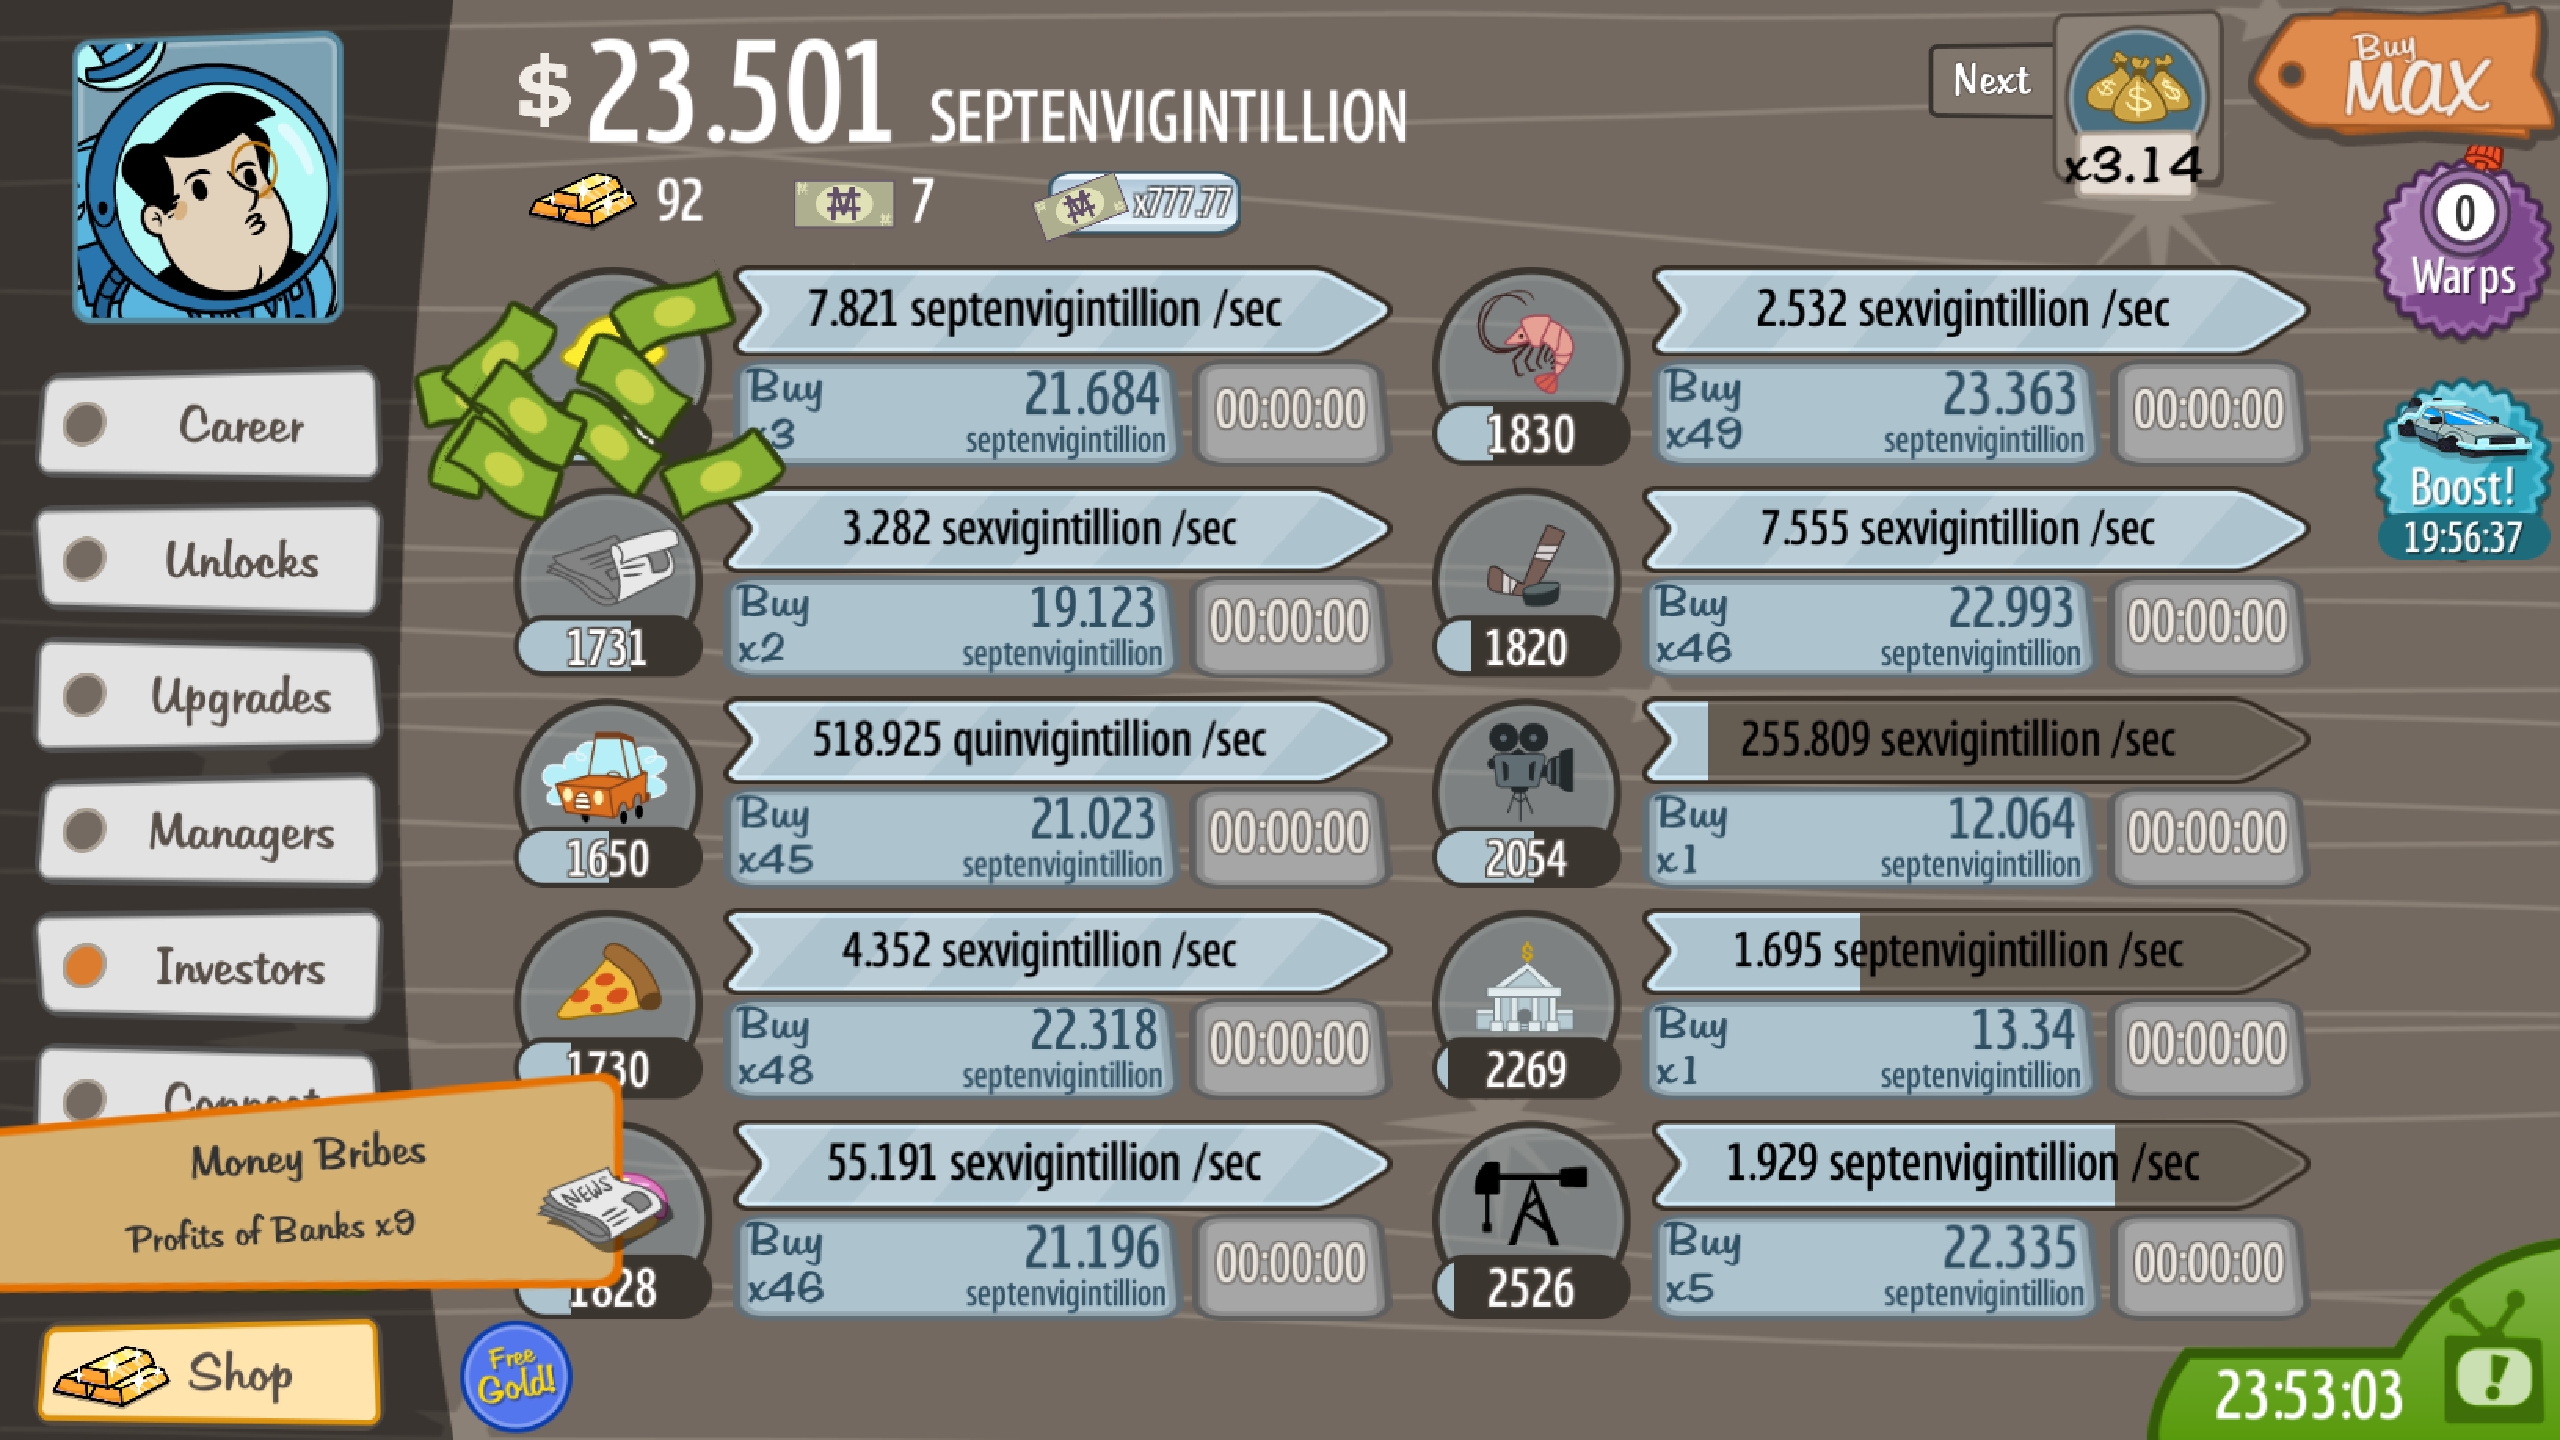 $23.501 SEPTENVIGINTILLION
Next
x3.14
Buy
MAX
92
7
x777.77
0
Warps
Boost!
19:56:37
Career
Unlocks
Upgrades
Managers
Investors
Connect
Money Bribes
Profits of Banks x9
NEWS
Shop
Free
Gold!
7.821 septenvigintillion /sec
Buy 21.684
x3 septenvigintillion
00:00:00
1731
3.282 sexvigintillion /sec
Buy 19.123
x2 septenvigintillion
00:00:00
1650
518.925 quinvigintillion /sec
Buy 21.023
x45 septenvigintillion
00:00:00
1730
4.352 sexvigintillion /sec
Buy 22.318
x48 septenvigintillion
00:00:00
1828
55.191 sexvigintillion /sec
Buy 21.196
x46 septenvigintillion
00:00:00
1830
2.532 sexvigintillion /sec
Buy 23.363
x49 septenvigintillion
00:00:00
1820
7.555 sexvigintillion /sec
Buy 22.993
x46 septenvigintillion
00:00:00
2054
255.809 sexvigintillion /sec
Buy 12.064
x1 septenvigintillion
00:00:00
2269
1.695 septenvigintillion /sec
Buy 13.34
x1 septenvigintillion
00:00:00
2526
1.929 septenvigintillion /sec
Buy 22.335
x5 septenvigintillion
00:00:00
23:53:03